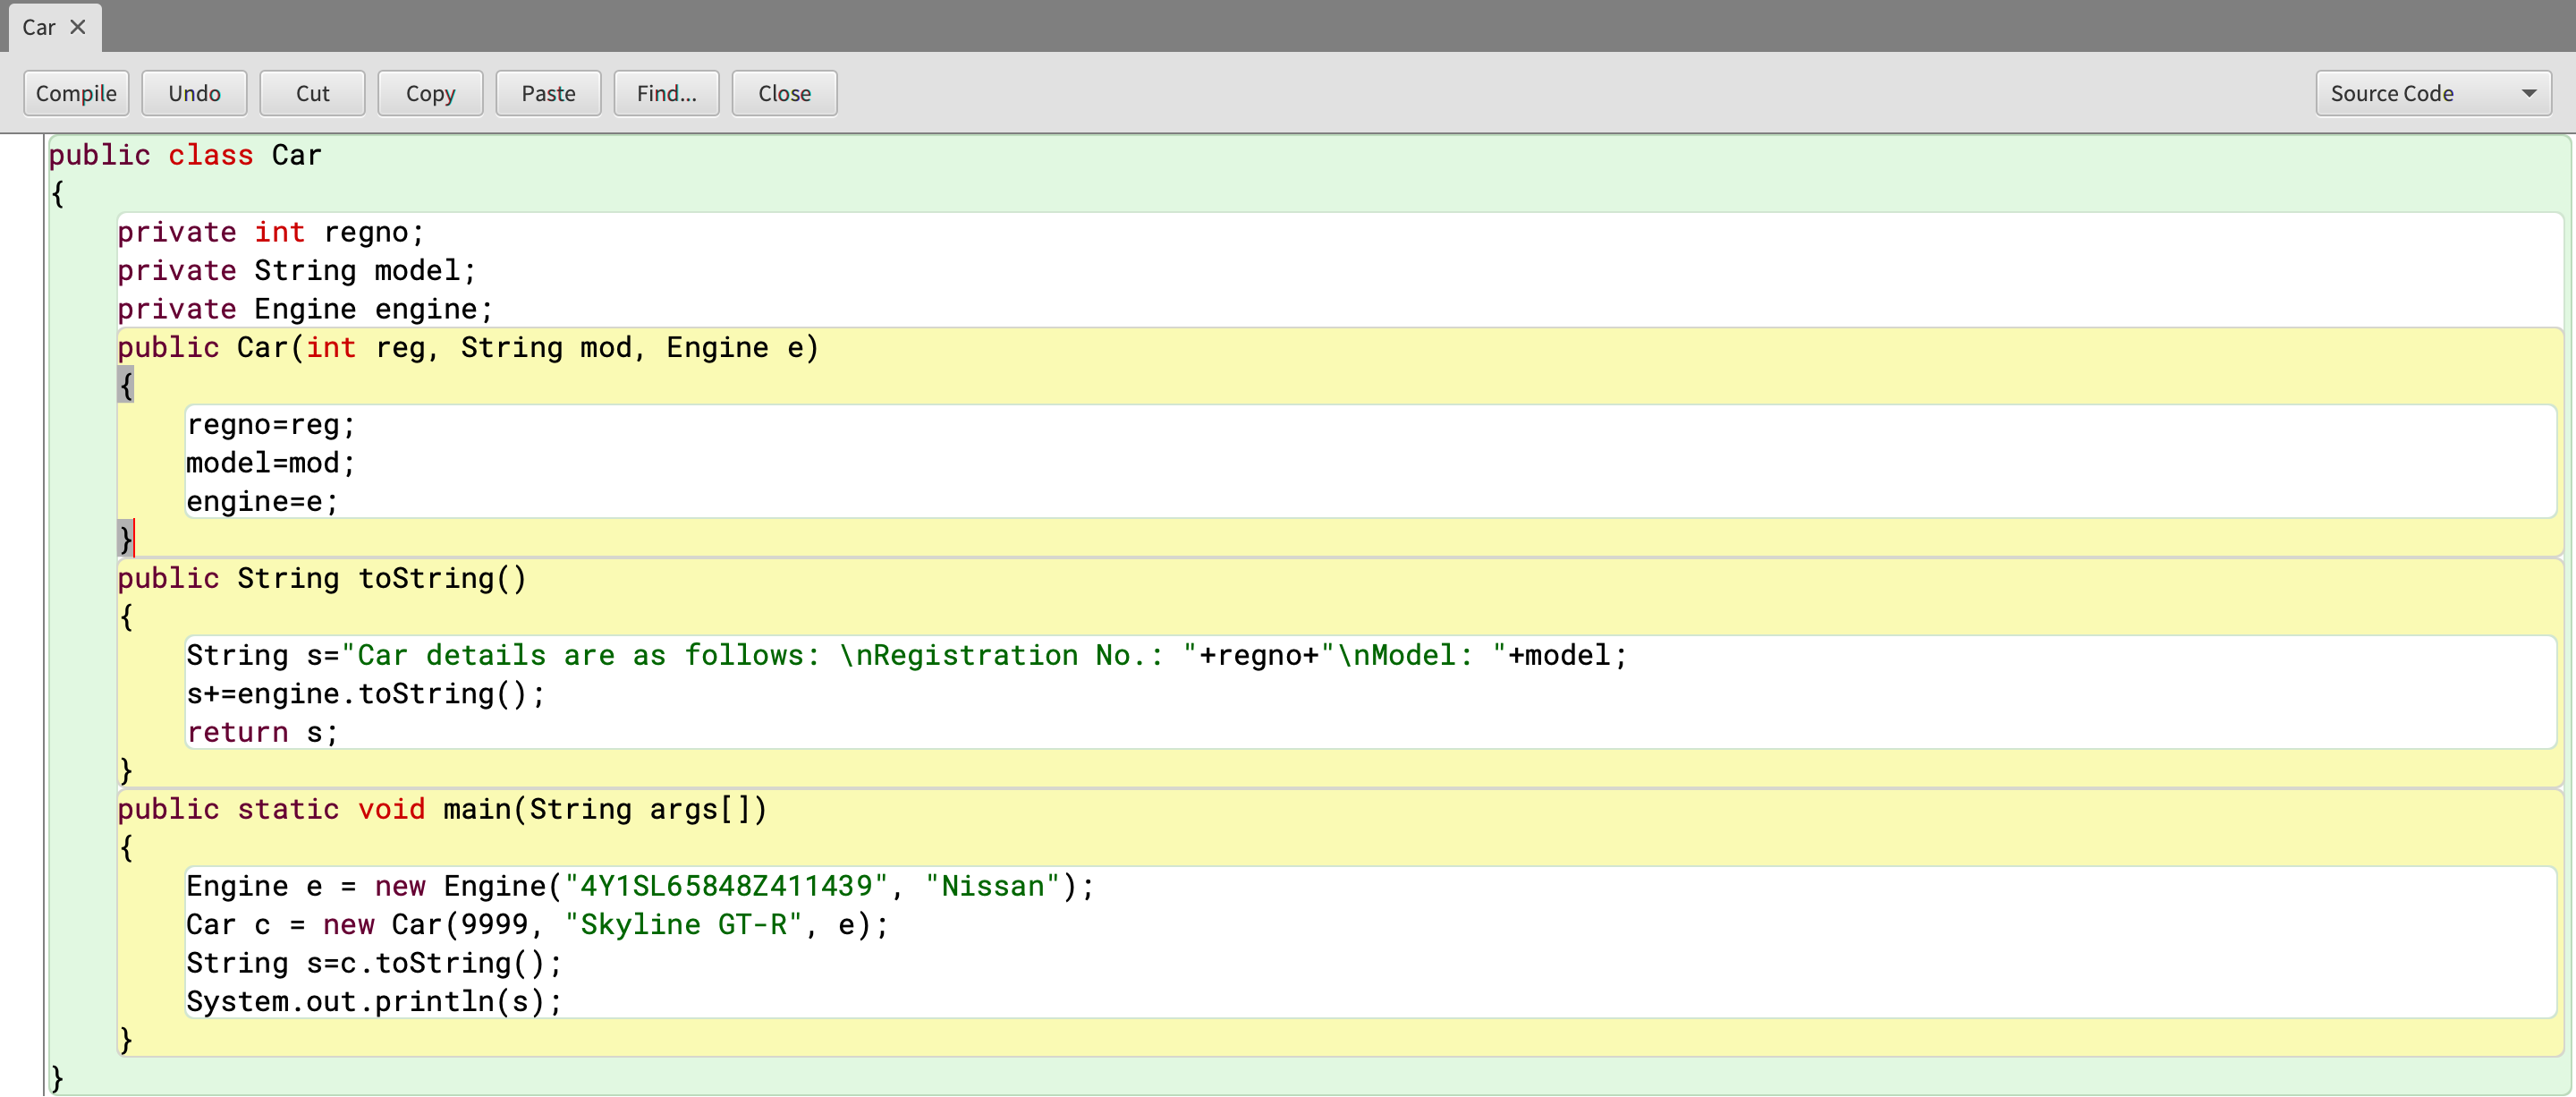 Car ×
Compile Undo Cut Copy Paste Find... Close Source Code
public class Car
{
    private int regno;
    private String model;
    private Engine engine;
    public Car(int reg, String mod, Engine e)
    {
        regno=reg;
        model=mod;
        engine=e;
    }
    public String toString()
    {
        String s="Car details are as follows: \nRegistration No.: "+regno+"\nModel: "+model;
        s+=engine.toString();
        return s;
    }
    public static void main(String args[])
    {
        Engine e = new Engine("4Y1SL65848Z411439", "Nissan");
        Car c = new Car(9999, "Skyline GT-R", e);
        String s=c.toString();
        System.out.println(s);
    }
}